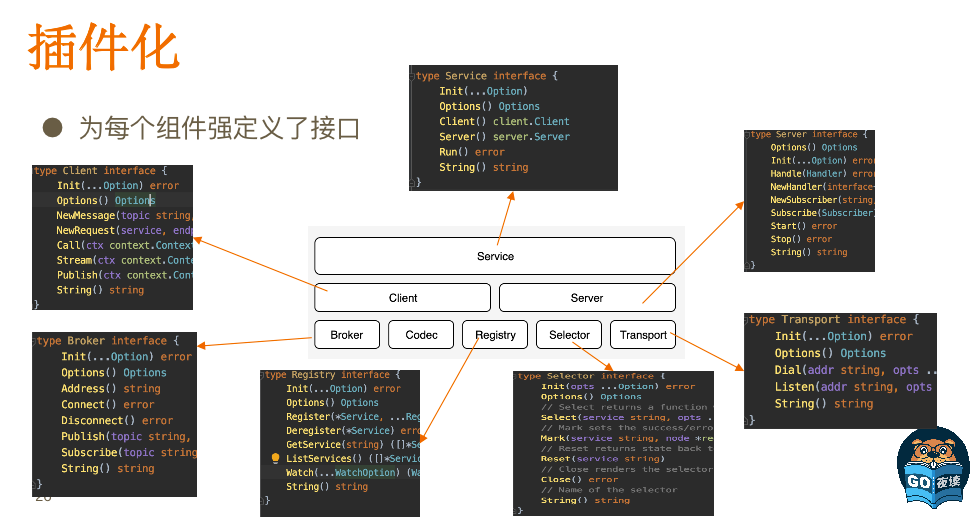 插件化
● 为每个组件强定义了接口
type Service interface {
Init(...Option)
Options() Options
Client() client.Client
Server() server.Server
Run() error
String() string
}
type Client interface {
Init(...Option) error
Options() Options
NewMessage(topic string,
NewRequest(service, endp
Call(ctx context.Context
Stream(ctx context.Conte
Publish(ctx context.Cont
String() string
}
type Server interface {
Options() Options
Init(...Option) error
Handle(Handler) error
NewHandler(interface
NewSubscriber(string,
Subscribe(Subscriber)
Start() error
Stop() error
String() string
}
Service
Client
Server
Broker
Codec
Registry
Selector
Transport
type Broker interface {
Init(...Option) error
Options() Options
Address() string
Connect() error
Disconnect() error
Publish(topic string,
Subscribe(topic string
String() string
}
type Registry interface {
Init(...Option) error
Options() Options
Register(*Service, ...Reg
Deregister(*Service) erro
GetService(string) ([]*Se
ListServices() ([]*Servic
Watch(...WatchOption) (Wa
String() string
}
type Selector interface {
Init(opts ...Option) error
Options() Options
// Select returns a function
Select(service string, opts ..
// Mark sets the success/erro
Mark(service string, node *re
// Reset returns state back t
Reset(service string)
// Close renders the selector
Close() error
// Name of the selector
String() string
}
type Transport interface {
Init(...Option) error
Options() Options
Dial(addr string, opts ..
Listen(addr string, opts
String() string
}
GO夜读